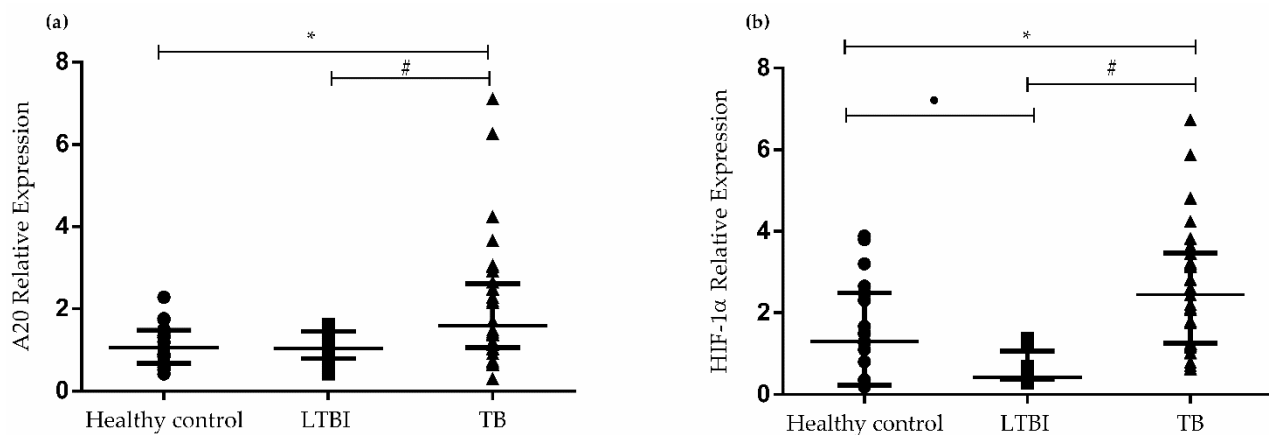 (a)
*
#
8
6
4
2
0
A20 Relative Expression
Healthy control LTBI TB
(b)
*
#
•
8
6
4
2
0
HIF-1α Relative Expression
Healthy control LTBI TB